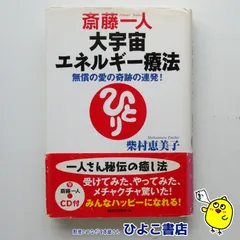 斎藤一人
大宇宙
エネルギー療法
無償の愛の奇跡の連発!
ひとり
柴村恵美子
一人さん秘伝の癒し法
受けてみた、やってみた、
メチャクチャ驚いた!
みんなハッピーになれる!
斎藤一人
CD付
ひよこ書店